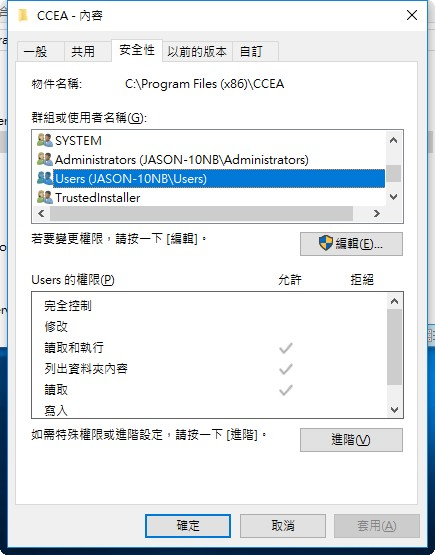 CCEA - 內容
一般 共用 安全性 以前的版本 自訂
物件名稱: C:\Program Files (x86)\CCEA
群組或使用者名稱(G):
SYSTEM
Administrators (JASON-10NB\Administrators)
Users (JASON-10NB\Users)
TrustedInstaller
若要變更權限，請按一下 [編輯]。
編輯(E)...
Users 的權限(P) 允許 拒絕
完全控制
修改
讀取和執行
列出資料夾內容
讀取
寫入
如需特殊權限或進階設定，請按一下 [進階]。
進階(V)
確定 取消 套用(A)